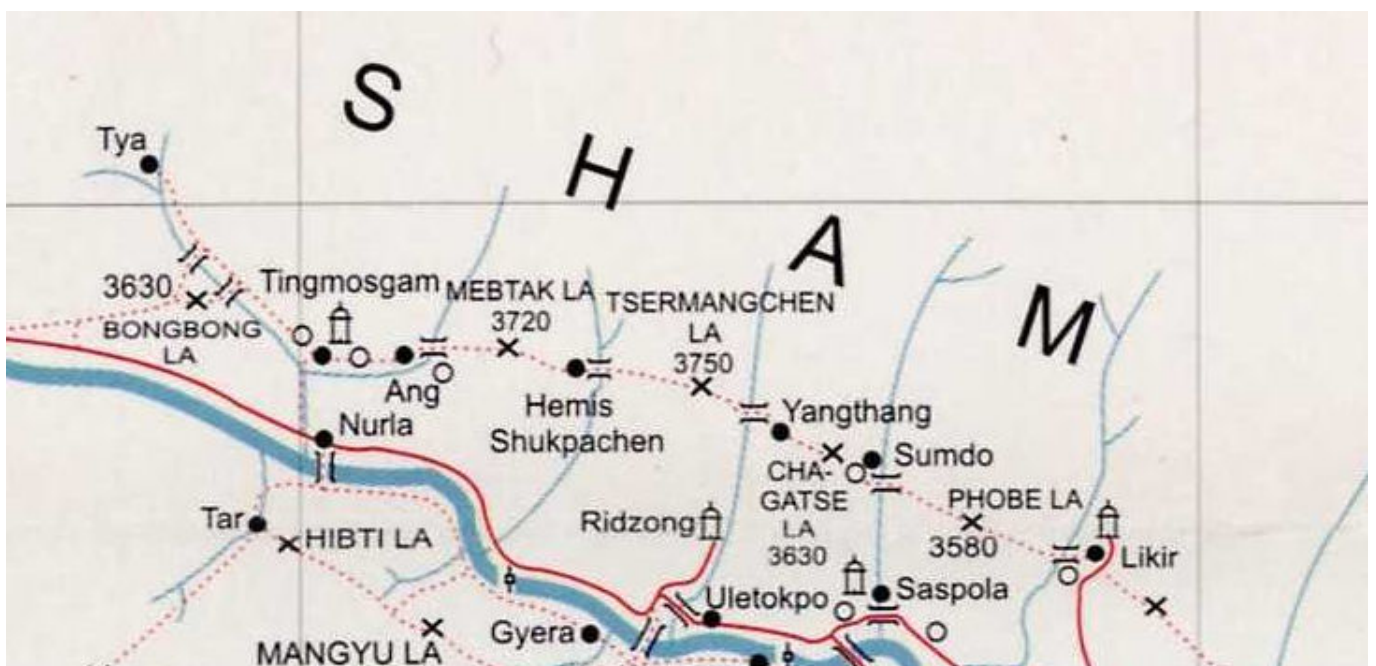 S
H
A
M
Tya
3630
BONGBONG
LA
Tingmosgam
MEBTAK LA
3720
TSERMANGCHEN
LA
3750
Ang
Nurla
Hemis
Shukpachen
Yangthang
CHA-
GATSE
LA
3630
Sumdo
PHOBE LA
3580
Likir
Tar
HIBTI LA
Ridzong
Uletokpo
Saspola
Gyera
MANGYU LA